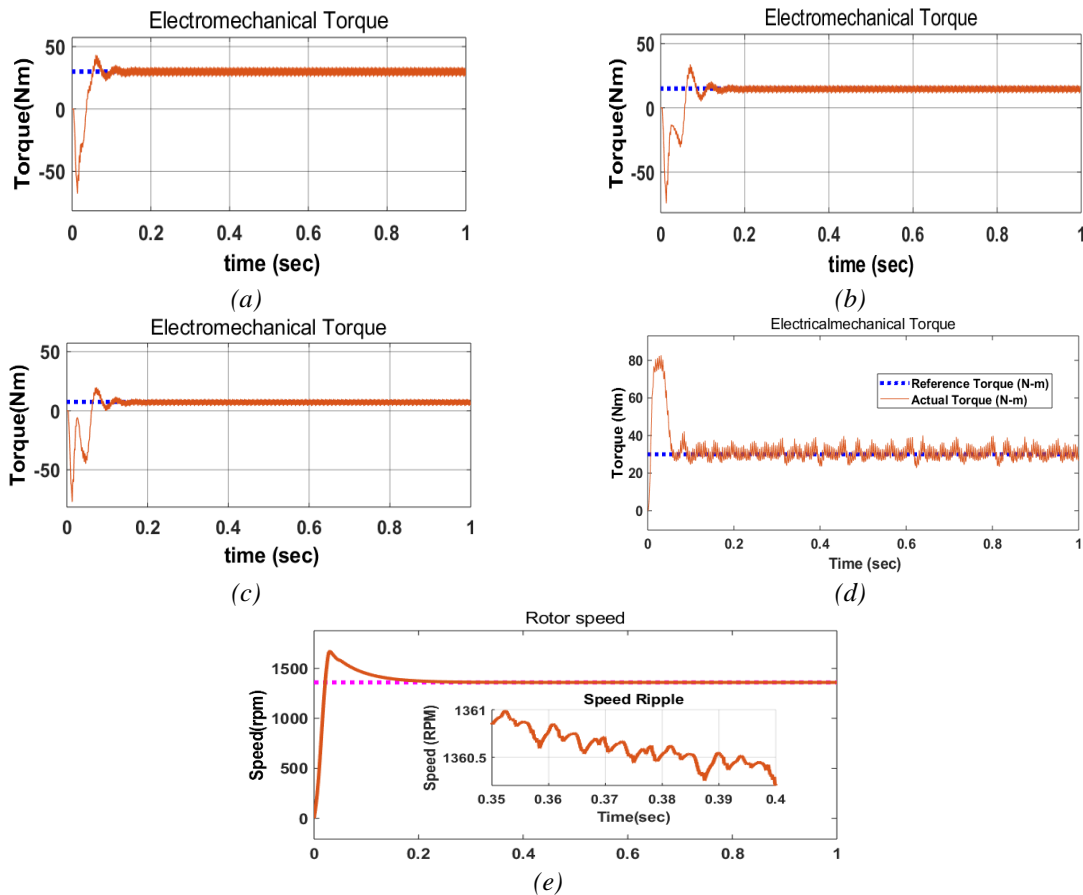 Electromechanical Torque
Torque(Nm)
50
0
-50
0 0.2 0.4 0.6 0.8 1
time (sec)
(a)
Electromechanical Torque
Torque(Nm)
50
0
-50
0 0.2 0.4 0.6 0.8 1
time (sec)
(b)
Electromechanical Torque
Torque(Nm)
50
0
-50
0 0.2 0.4 0.6 0.8 1
time (sec)
(c)
Electricalmechanical Torque
Torque (Nm)
80
60
40
20
0
Reference Torque (N-m)
Actual Torque (N-m)
0 0.2 0.4 0.6 0.8 1
Time (sec)
(d)
Rotor speed
Speed(rpm)
1500
1000
500
0
Speed Ripple
Speed (RPM)
1361
1360.5
0.35 0.36 0.37 0.38 0.39 0.4
Time(sec)
0 0.2 0.4 0.6 0.8 1
(e)